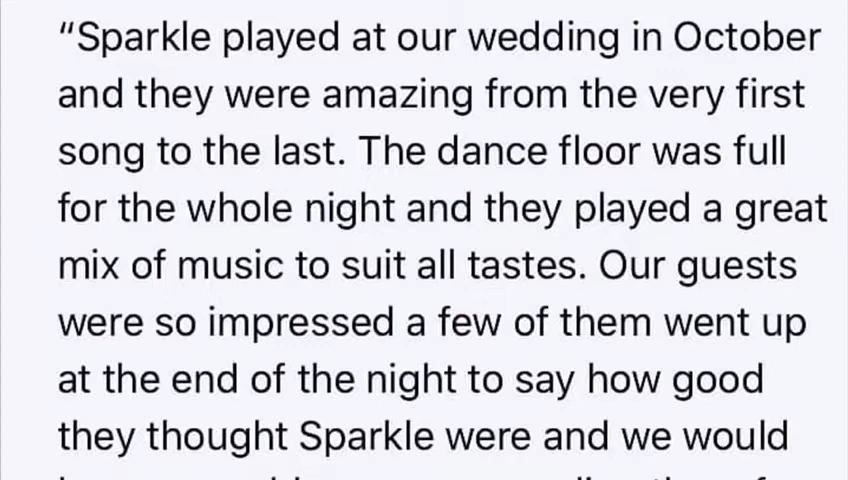 “Sparkle played at our wedding in October
and they were amazing from the very first
song to the last. The dance floor was full
for the whole night and they played a great
mix of music to suit all tastes. Our guests
were so impressed a few of them went up
at the end of the night to say how good
they thought Sparkle were and we would